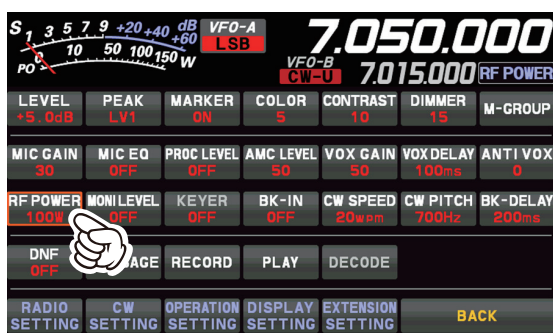 S 1 3 5 7 9 +20 +40 +60 dB VFO-A
LSB 7.050.000
PO 10 50 100 150 W
VFO-B
CW-U 7.015.000 RF POWER
LEVEL PEAK MARKER COLOR CONTRAST DIMMER M-GROUP
+5.0dB LV1 ON 5 10 15
MIC GAIN MIC EQ PROC LEVEL AMC LEVEL VOX GAIN VOX DELAY ANTI VOX
30 OFF OFF 50 50 100ms 0
RF POWER MONI LEVEL KEYER BK-IN CW SPEED CW PITCH BK-DELAY
100W OFF OFF OFF 20wpm 700Hz 200ms
DNF RECORD PLAY DECODE
OFF
RADIO CW OPERATION DISPLAY EXTENSION BACK
SETTING SETTING SETTING SETTING SETTING